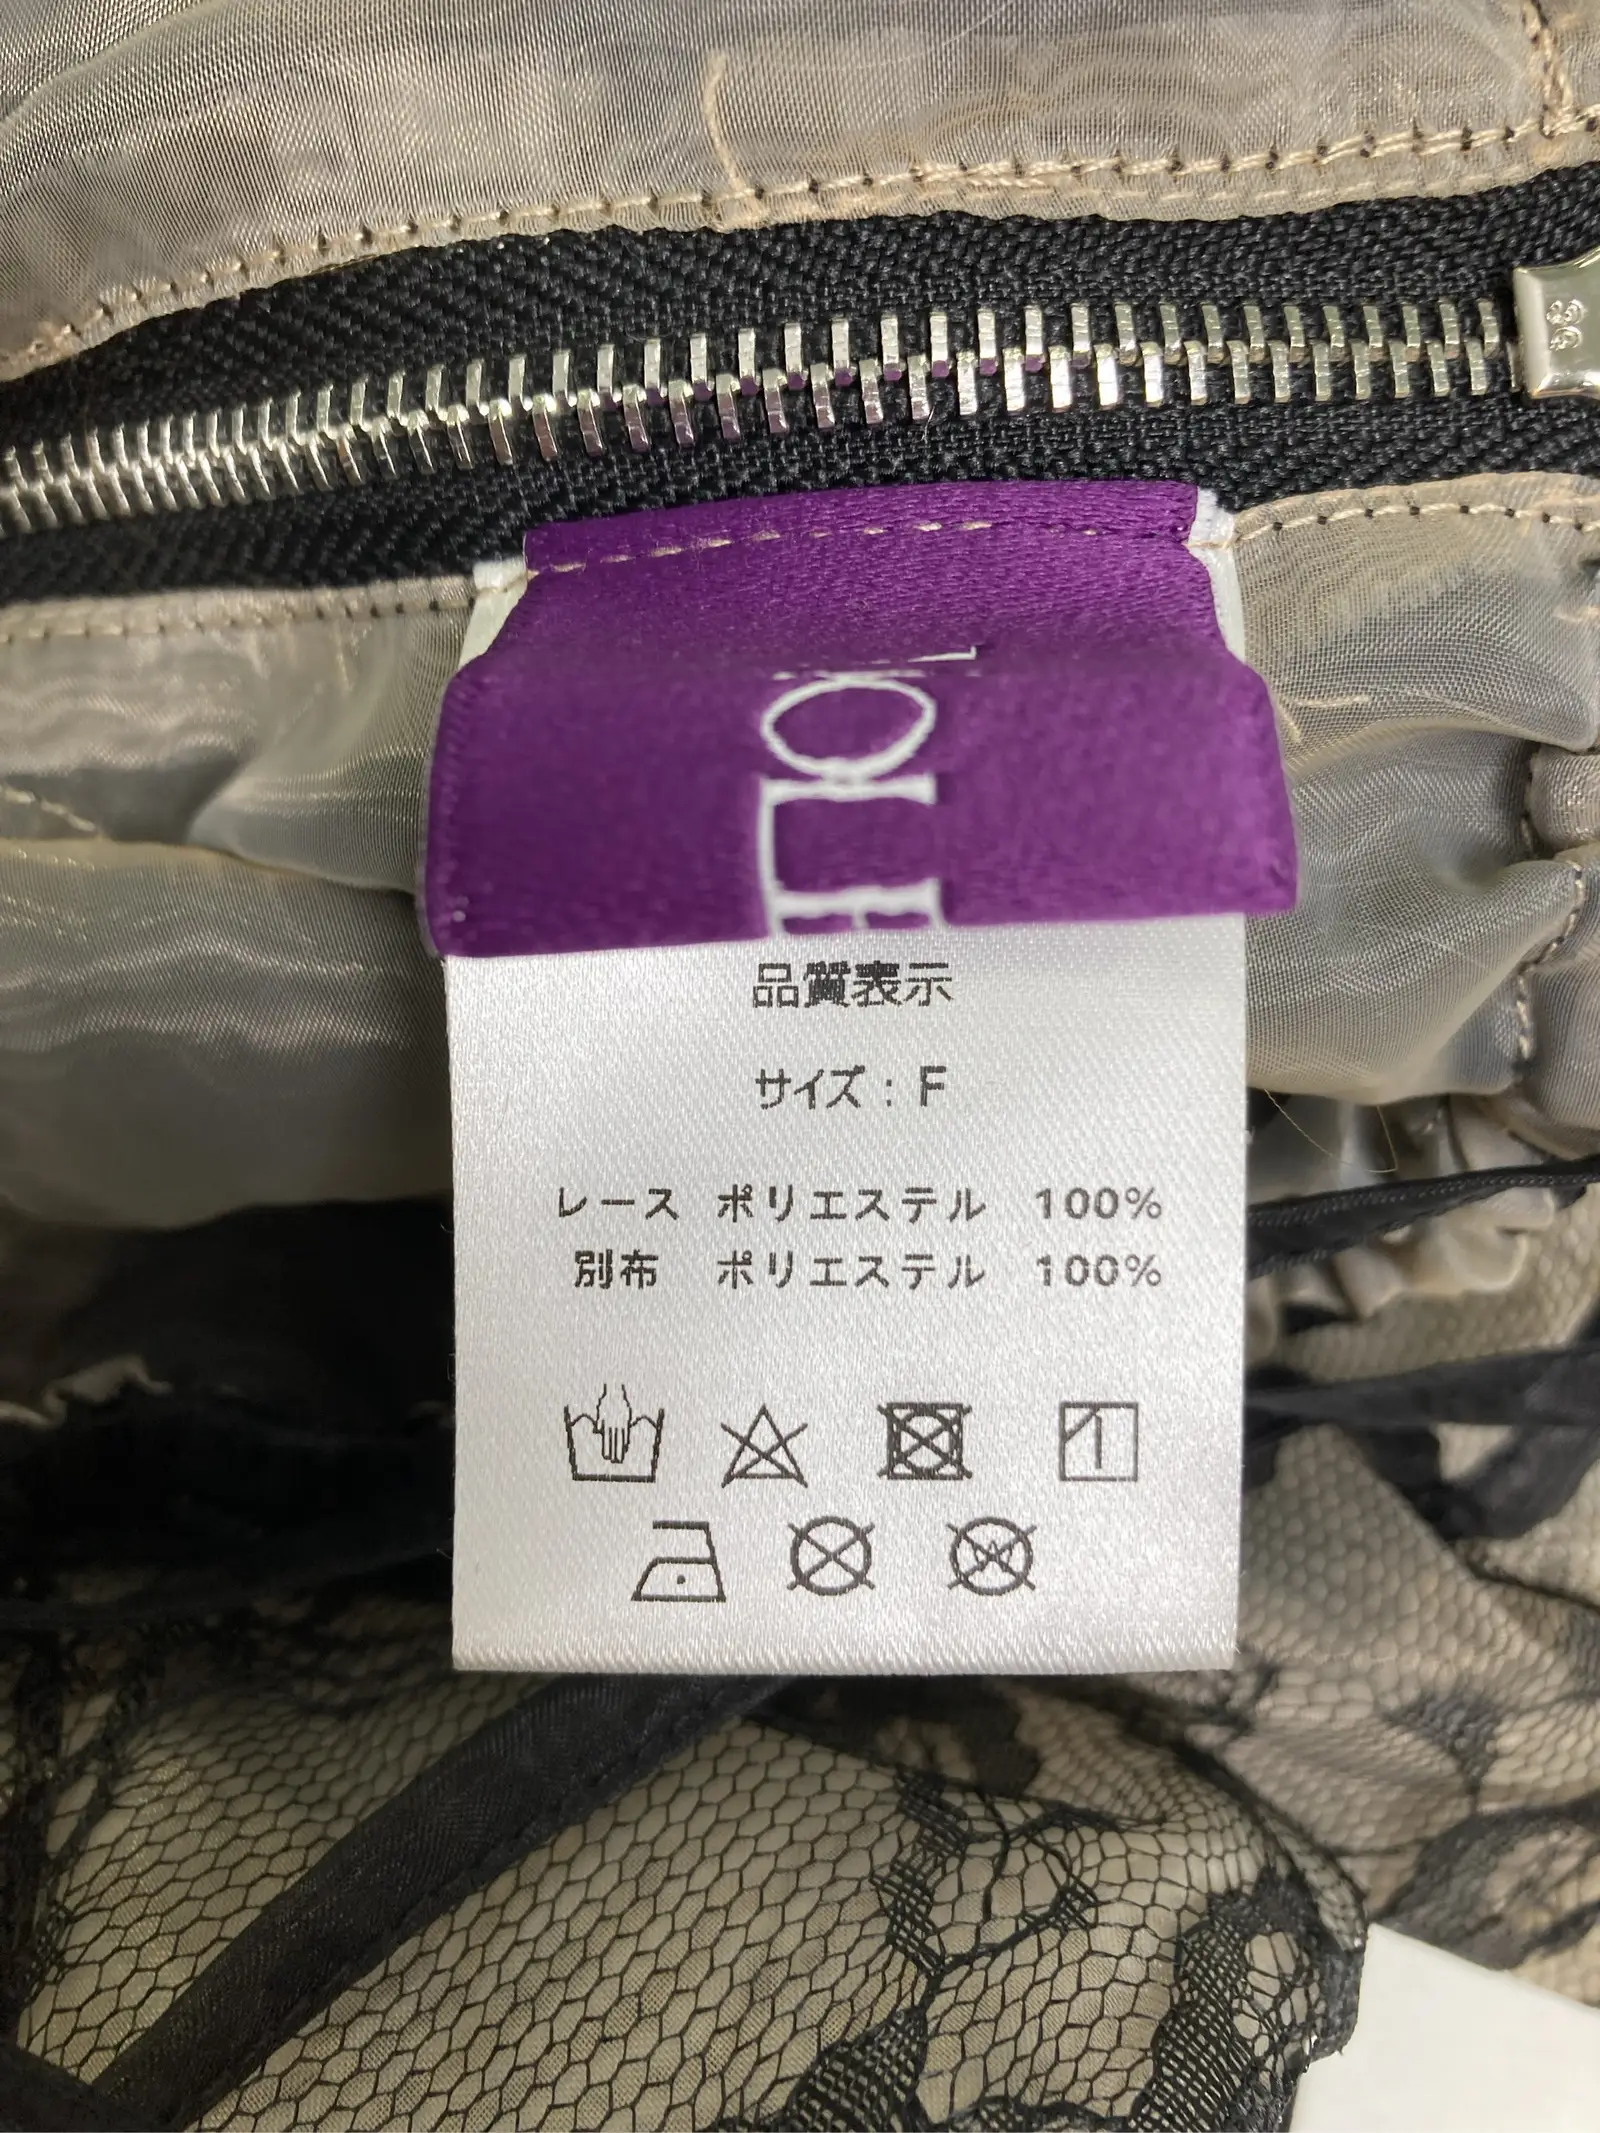 品質表示
サイズ : F
レース ポリエステル 100%
別布 ポリエステル 100%